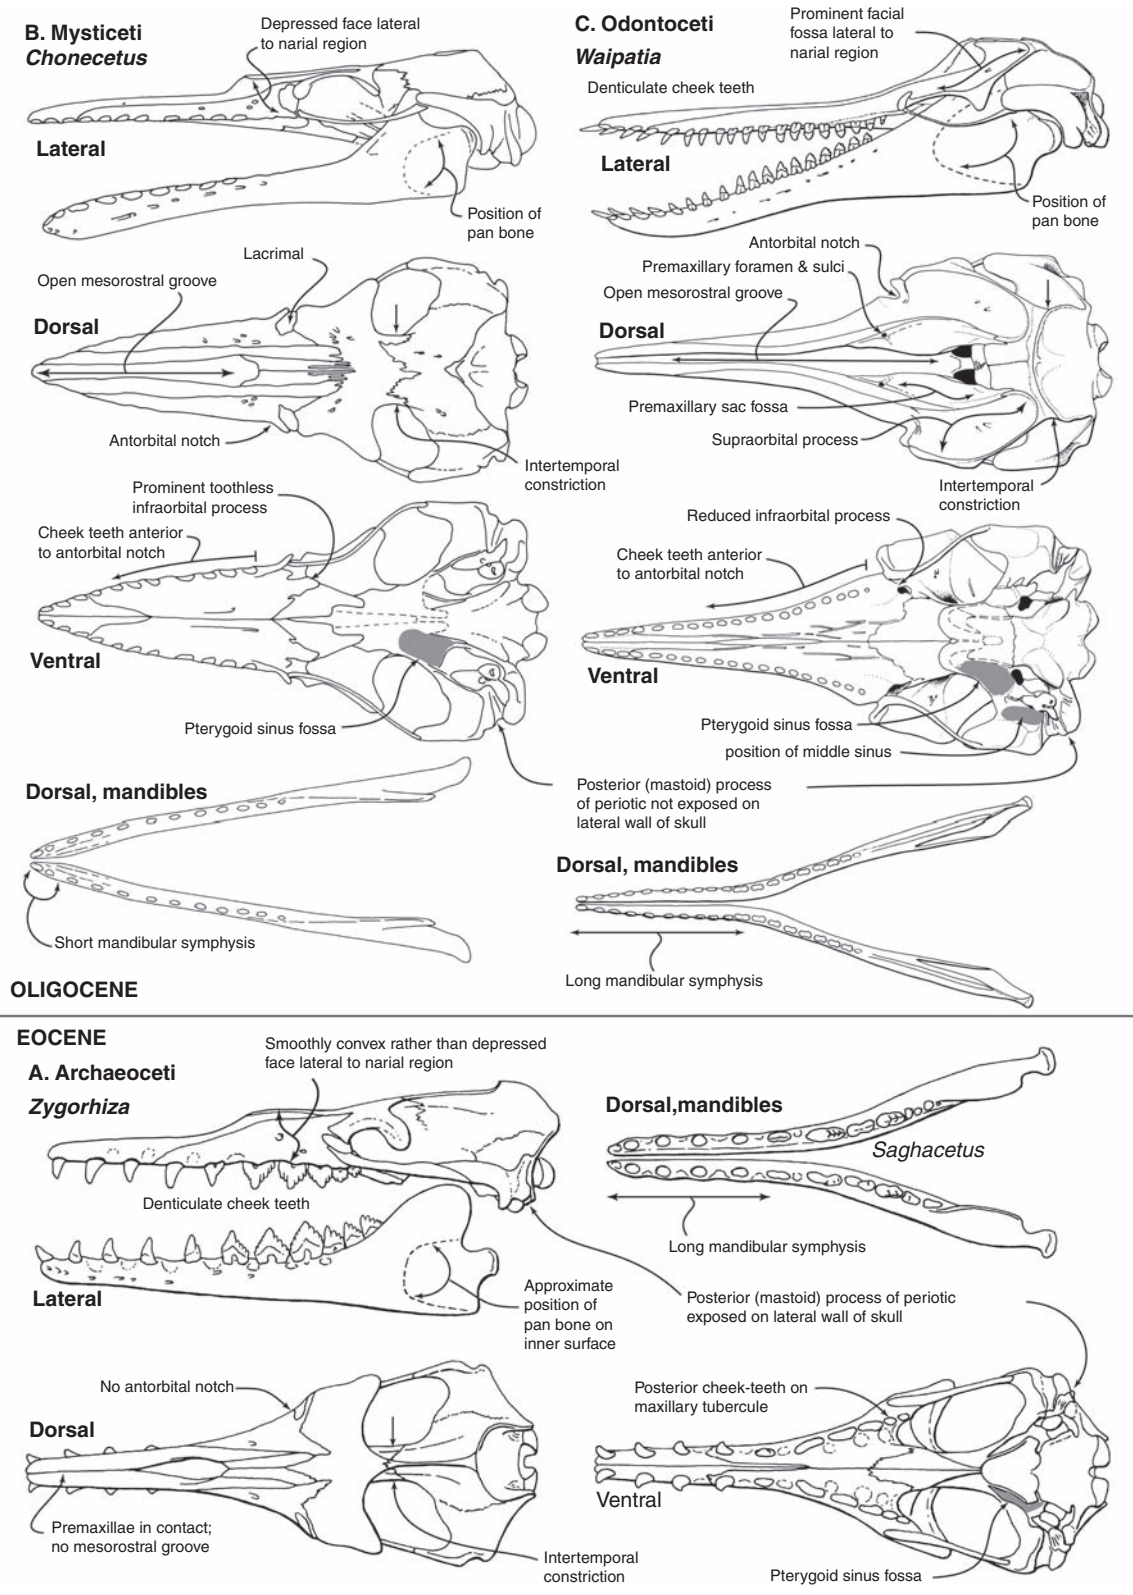 B. Mysticeti
Chonecetus
Depressed face lateral
to narial region
Lateral
Position of
pan bone
Lacrimal
Open mesorostral groove
Dorsal
Antorbital notch
Intertemporal
constriction
Prominent toothless
infraorbital process
Cheek teeth anterior
to antorbital notch
Ventral
Pterygoid sinus fossa
Dorsal, mandibles
Short mandibular symphysis
C. Odontoceti
Waipatia
Prominent facial
fossa lateral to
narial region
Denticulate cheek teeth
Lateral
Position of
pan bone
Antorbital notch
Premaxillary foramen & sulci
Open mesorostral groove
Dorsal
Premaxillary sac fossa
Supraorbital process
Intertemporal
constriction
Reduced infraorbital process
Cheek teeth anterior
to antorbital notch
Ventral
Pterygoid sinus fossa
position of middle sinus
Posterior (mastoid) process
of periotic not exposed on
lateral wall of skull
Dorsal, mandibles
Long mandibular symphysis
OLIGOCENE
EOCENE
A. Archaeoceti
Zygorhiza
Smoothly convex rather than depressed
face lateral to narial region
Denticulate cheek teeth
Lateral
Approximate
position of
pan bone on
inner surface
Dorsal,mandibles
Saghacetus
Long mandibular symphysis
Posterior (mastoid) process of periotic
exposed on lateral wall of skull
No antorbital notch
Dorsal
Premaxillae in contact;
no mesorostral groove
Intertemporal
constriction
Posterior cheek-teeth on
maxillary tubercule
Ventral
Pterygoid sinus fossa